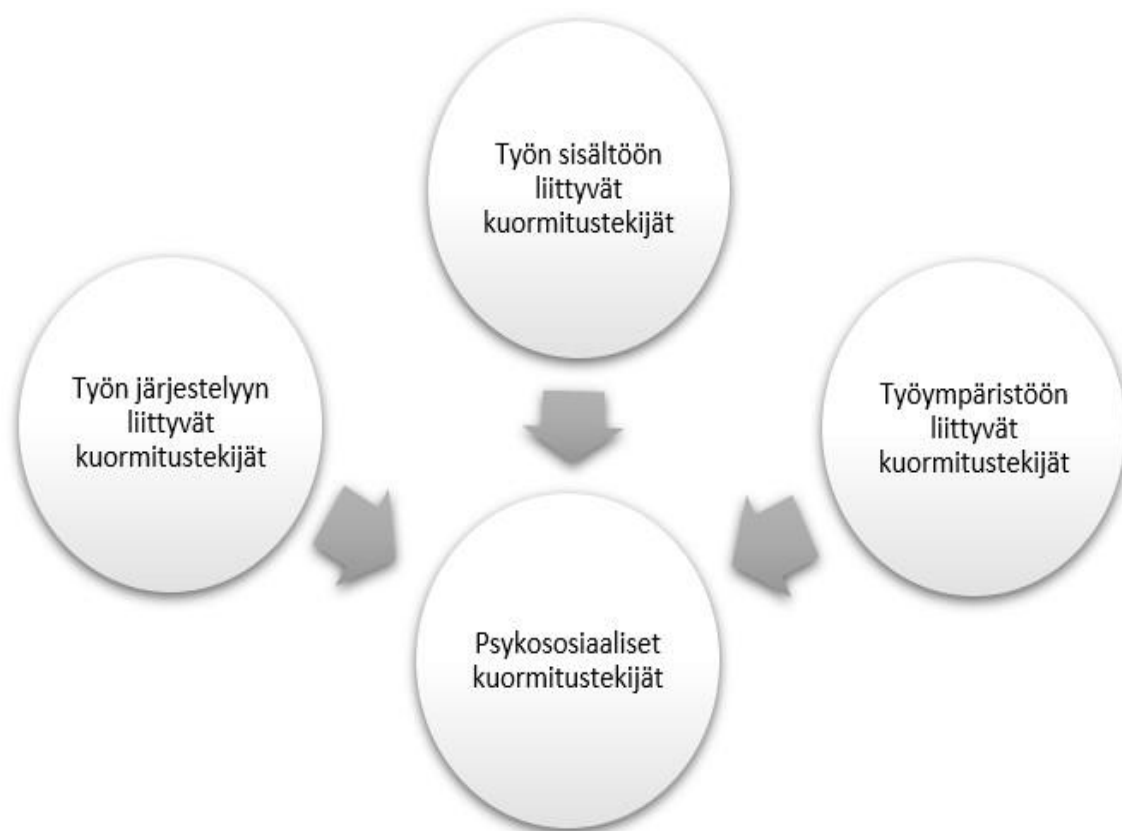 Työn sisältöön
liittyvät
kuormitustekijät
Työn järjestelyyn
liittyvät
kuormitustekijät
Työympäristöön
liittyvät
kuormitustekijät
Psykososiaaliset
kuormitustekijät